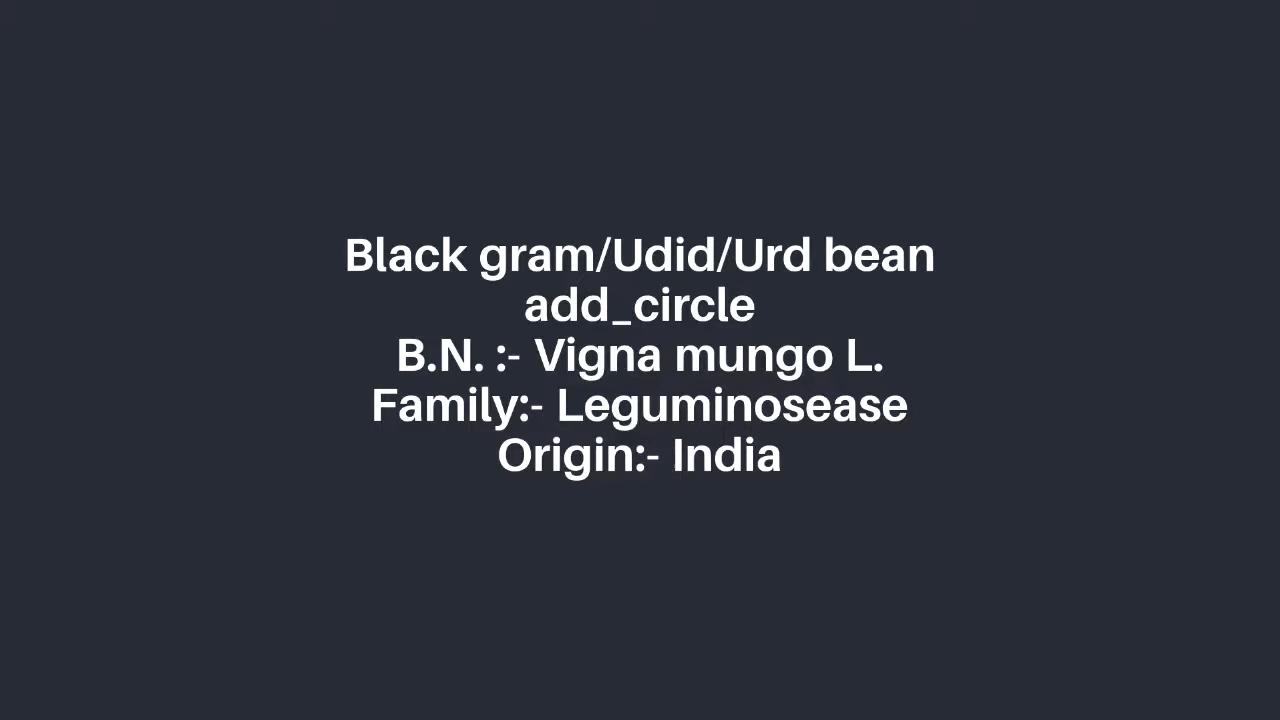 Black gram/Udid/Urd bean
add_circle
B.N. :- Vigna mungo L.
Family:- Leguminosease
Origin:- India